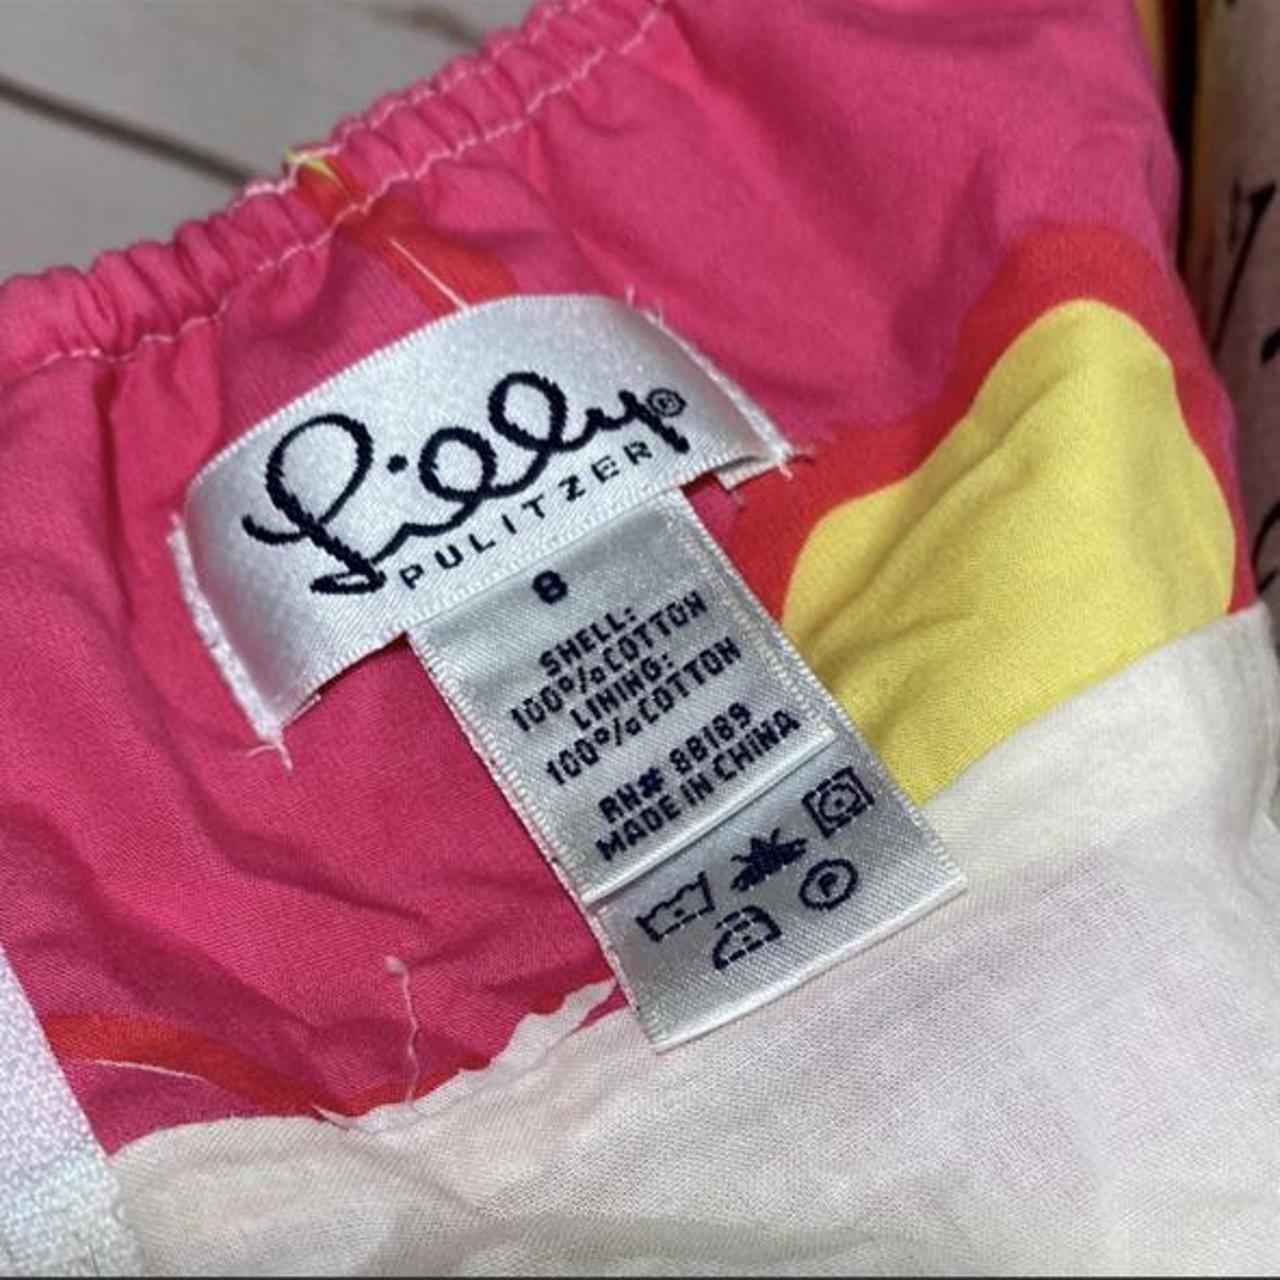 Lilly®
PULITZER
8
SHELL:
100% COTTON
LINING:
100% COTTON
RN# 88189
MADE IN CHINA
P